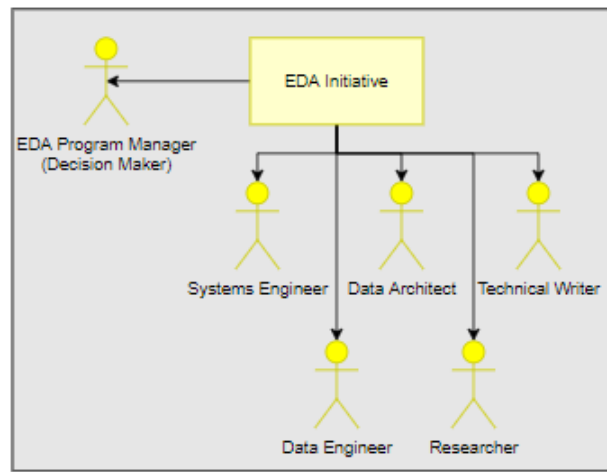 EDA Initiative
EDA Program Manager
(Decision Maker)
Systems Engineer
Data Architect
Technical Writer
Data Engineer
Researcher